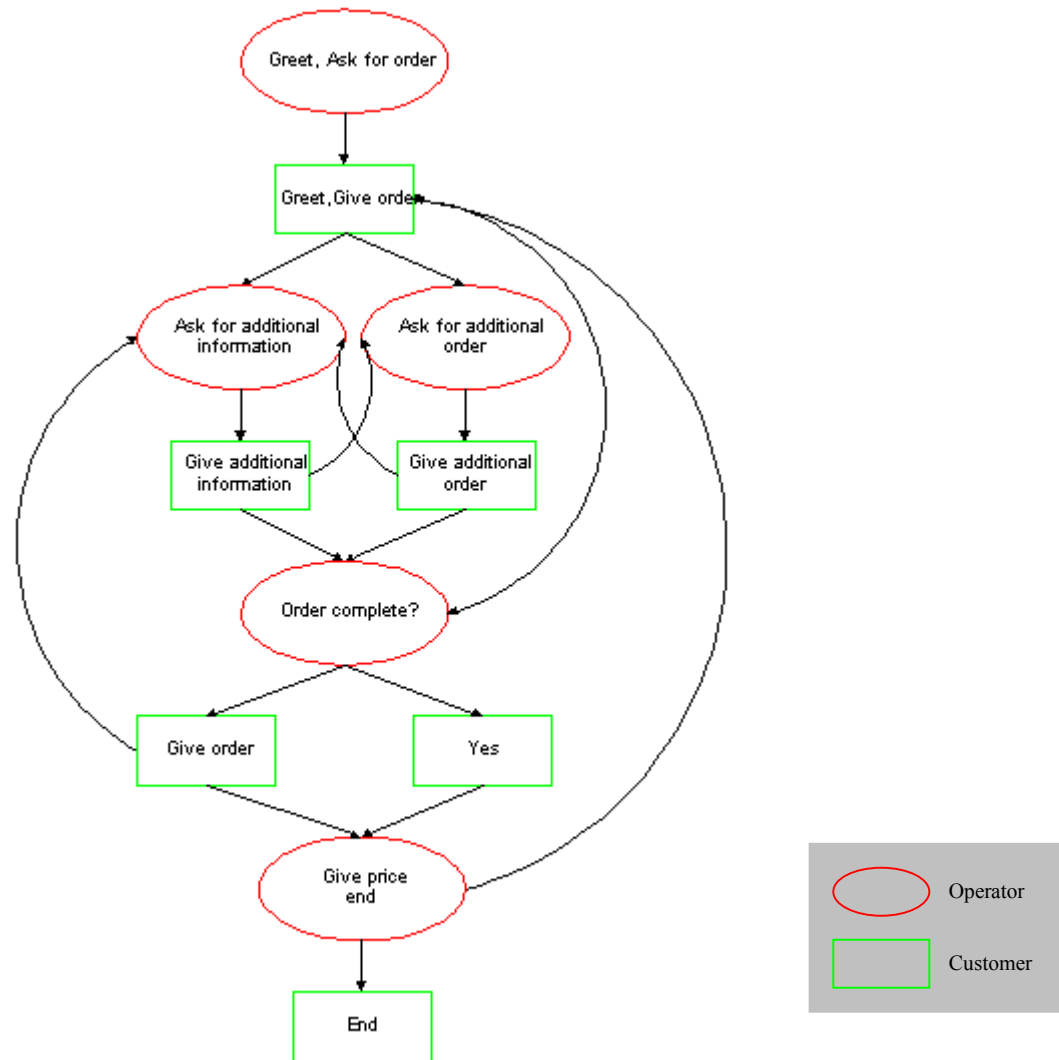 Greet, Ask for order
Greet,Give order
Ask for additional
information
Ask for additional
order
Give additional
information
Give additional
order
Order complete?
Give order
Yes
Give price
end
End
Operator
Customer